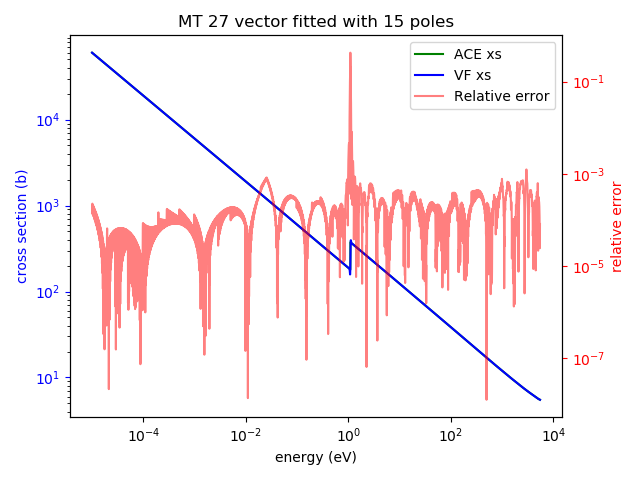 MT 27 vector fitted with 15 poles
ACE xs
VF xs
Relative error
cross section (b)
10^4
10^3
10^2
10^1
10^-1
10^-3
10^-5
10^-7
relative error
10^-4 10^-2 10^0 10^2 10^4
energy (eV)